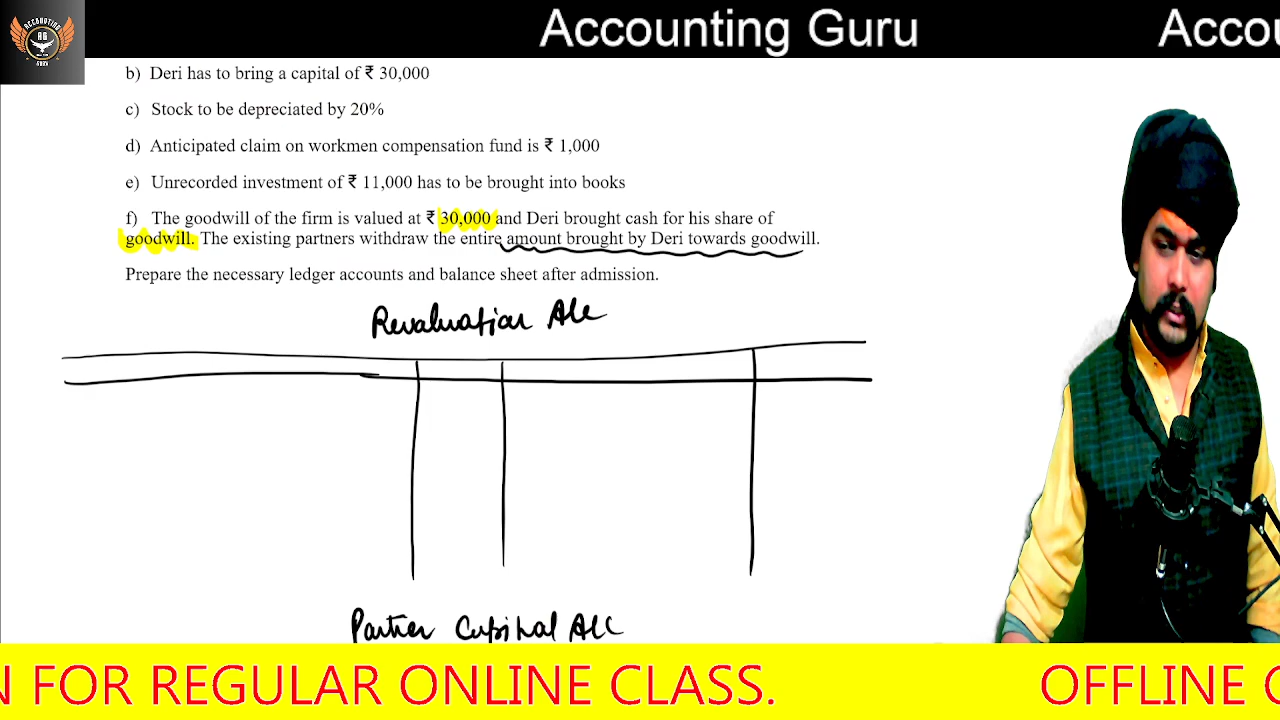 Accounting Guru
Acco
ACCOUNTING
AG
GURU
b) Deri has to bring a capital of ₹ 30,000
c) Stock to be depreciated by 20%
d) Anticipated claim on workmen compensation fund is ₹ 1,000
e) Unrecorded investment of ₹ 11,000 has to be brought into books
f) The goodwill of the firm is valued at ₹ 30,000 and Deri brought cash for his share of
goodwill. The existing partners withdraw the entire amount brought by Deri towards goodwill.
Prepare the necessary ledger accounts and balance sheet after admission.
Revaluation A/c
Partner Capital A/C
N FOR REGULAR ONLINE CLASS.
OFFLINE C